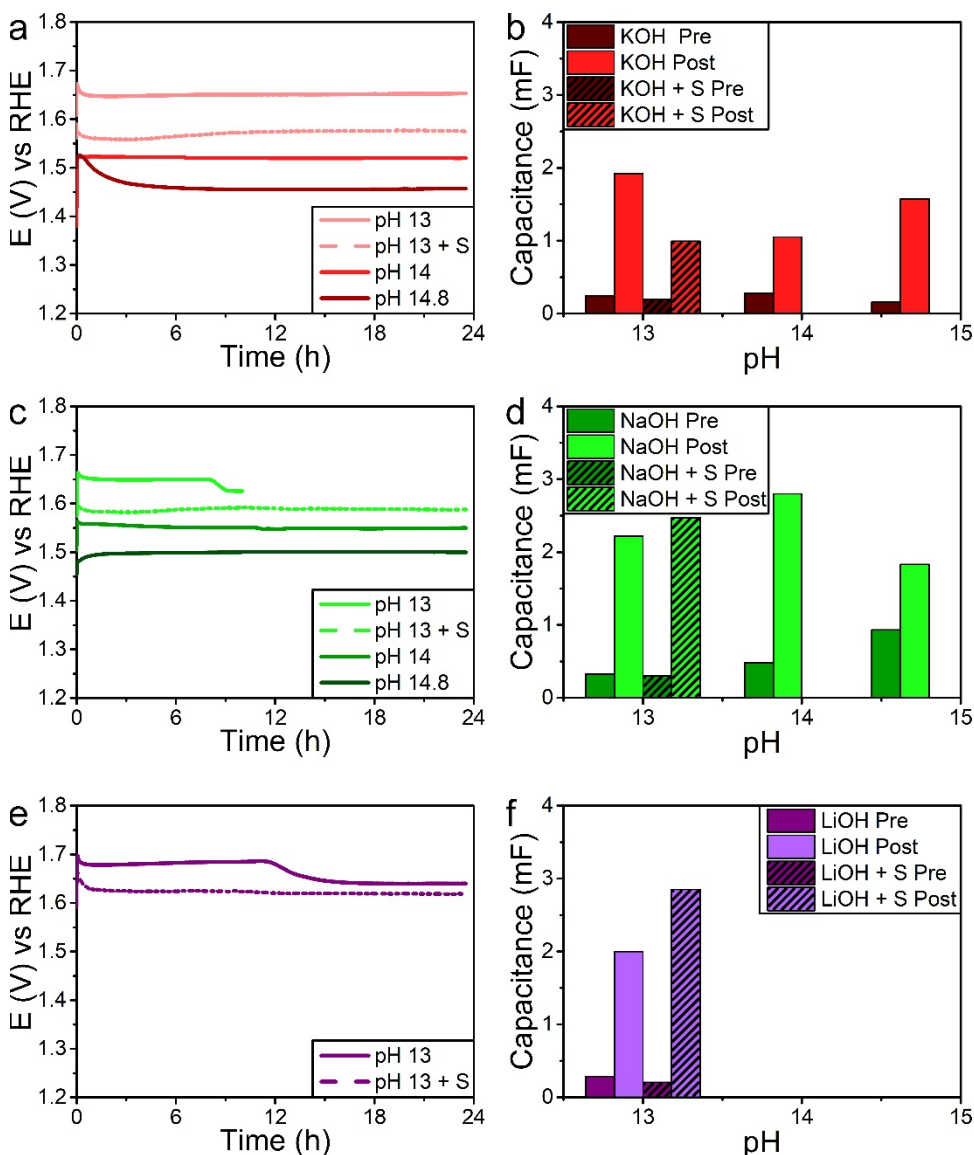 a
E (V) vs RHE
1.8
1.7
1.6
1.5
1.4
1.3
1.2
0
6
12
18
24
Time (h)
pH 13
pH 13 + S
pH 14
pH 14.8
b
Capacitance (mF)
4
3
2
1
0
13
14
15
pH
KOH Pre
KOH Post
KOH + S Pre
KOH + S Post
c
E (V) vs RHE
1.8
1.7
1.6
1.5
1.4
1.3
1.2
0
6
12
18
24
Time (h)
pH 13
pH 13 + S
pH 14
pH 14.8
d
Capacitance (mF)
4
3
2
1
0
13
14
15
pH
NaOH Pre
NaOH Post
NaOH + S Pre
NaOH + S Post
e
E (V) vs RHE
1.8
1.7
1.6
1.5
1.4
1.3
1.2
0
6
12
18
24
Time (h)
pH 13
pH 13 + S
f
Capacitance (mF)
4
3
2
1
0
13
14
15
pH
LiOH Pre
LiOH Post
LiOH + S Pre
LiOH + S Post